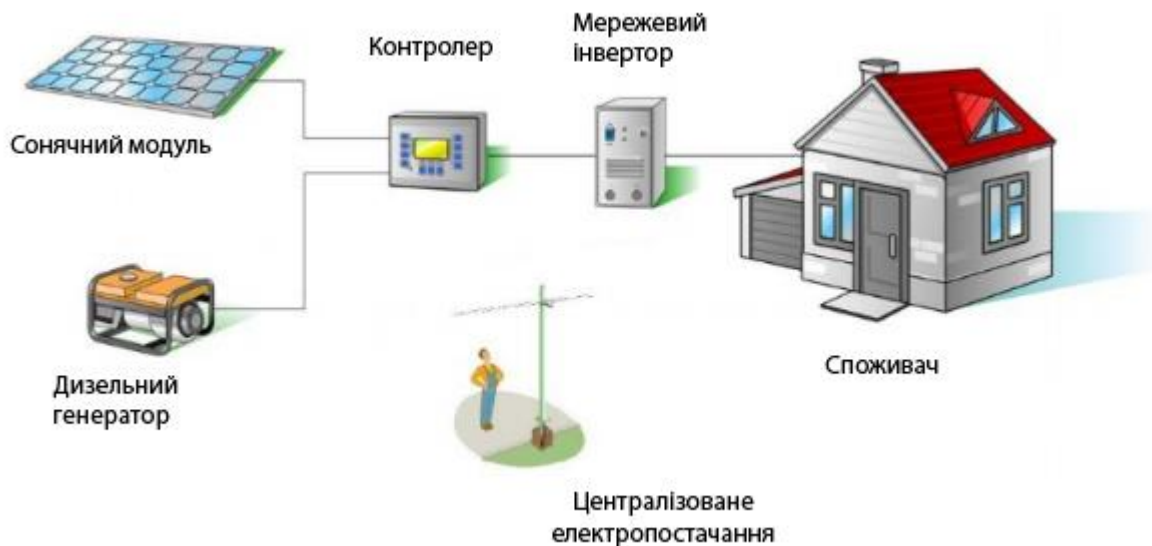 Контролер
Мережевий
інвертор
Сонячний модуль
Дизельний
генератор
Споживач
Централізоване
електропостачання